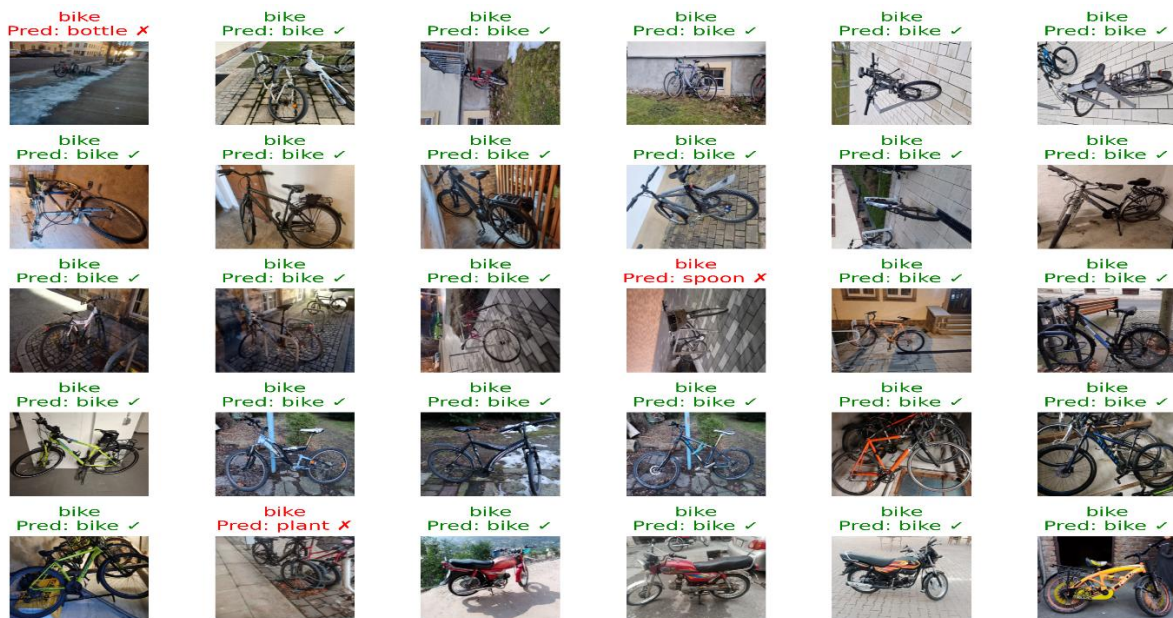 bike bike bike bike bike bike
Pred: bottle ✗ Pred: bike ✓ Pred: bike ✓ Pred: bike ✓ Pred: bike ✓ Pred: bike ✓
bike bike bike bike bike bike
Pred: bike ✓ Pred: bike ✓ Pred: bike ✓ Pred: bike ✓ Pred: bike ✓ Pred: bike ✓
bike bike bike bike bike bike
Pred: bike ✓ Pred: bike ✓ Pred: bike ✓ Pred: spoon ✗ Pred: bike ✓ Pred: bike ✓
bike bike bike bike bike bike
Pred: bike ✓ Pred: bike ✓ Pred: bike ✓ Pred: bike ✓ Pred: bike ✓ Pred: bike ✓
bike bike bike bike bike bike
Pred: bike ✓ Pred: plant ✗ Pred: bike ✓ Pred: bike ✓ Pred: bike ✓ Pred: bike ✓